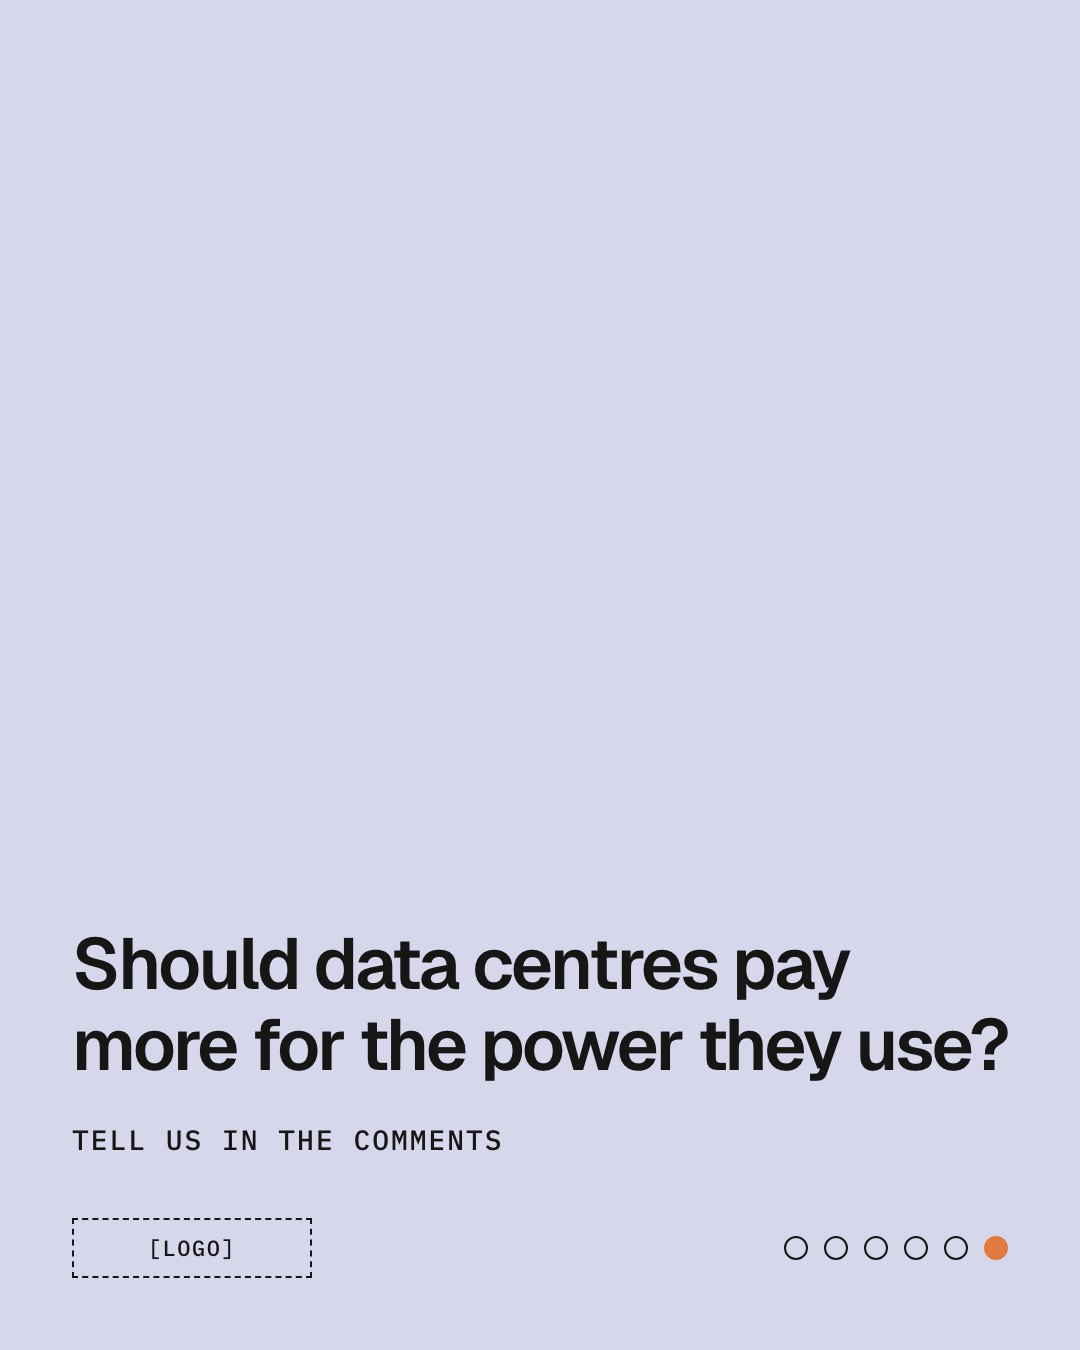 Should data centres pay
more for the power they use?
TELL US IN THE COMMENTS
[LOGO]